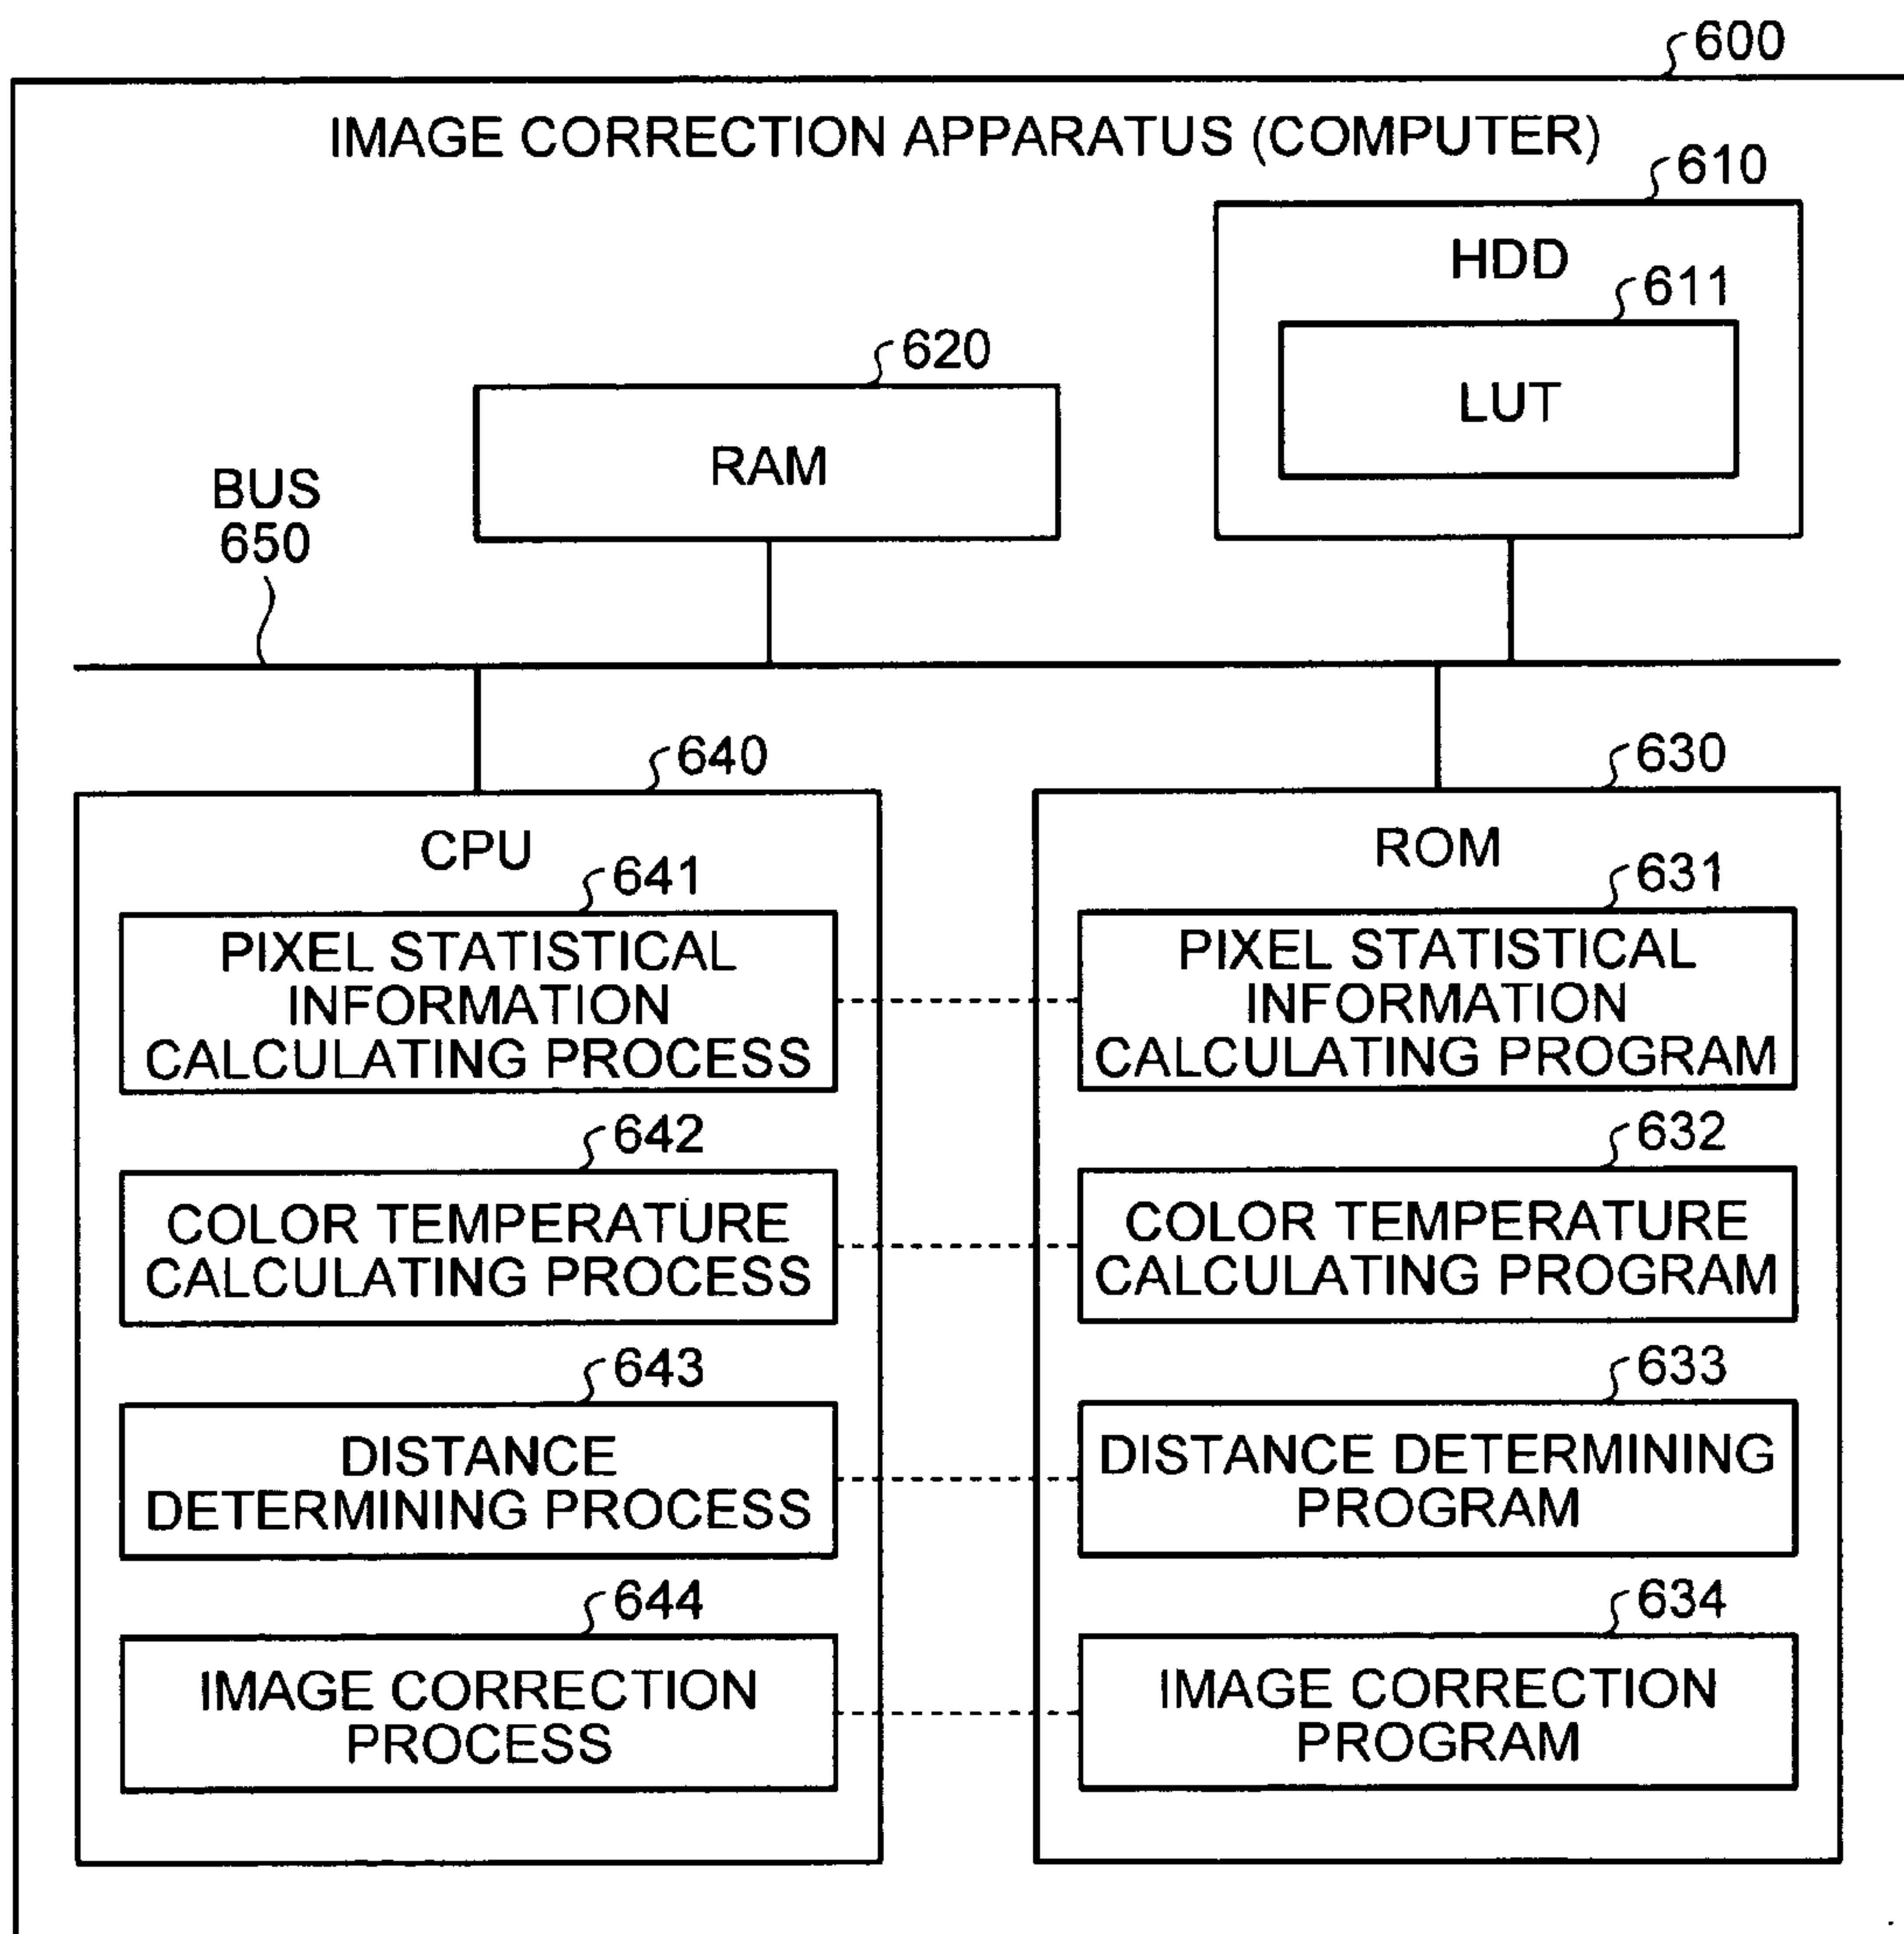 600
IMAGE CORRECTION APPARATUS (COMPUTER)
610
HDD
611
LUT
620
RAM
BUS
650
640
CPU
641
PIXEL STATISTICAL
INFORMATION
CALCULATING PROCESS
642
COLOR TEMPERATURE
CALCULATING PROCESS
643
DISTANCE
DETERMINING PROCESS
644
IMAGE CORRECTION
PROCESS
630
ROM
631
PIXEL STATISTICAL
INFORMATION
CALCULATING PROGRAM
632
COLOR TEMPERATURE
CALCULATING PROGRAM
633
DISTANCE DETERMINING
PROGRAM
634
IMAGE CORRECTION
PROGRAM